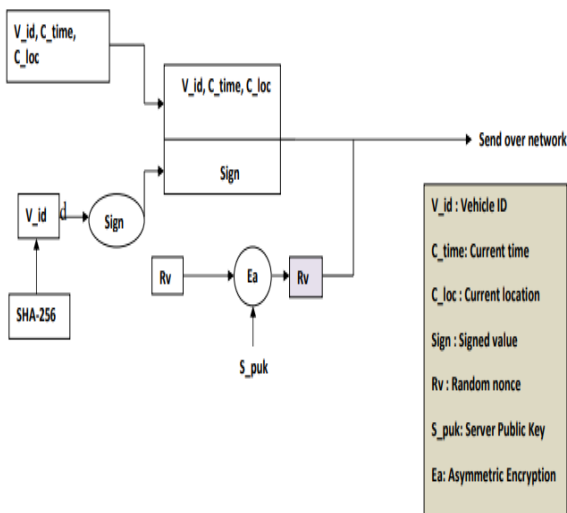 V_id, C_time,
C_loc
V_id, C_time, C_loc
Send over network
Sign
V_id d
Sign
Rv
Ea
Rv
SHA-256
S_puk
V_id : Vehicle ID
C_time: Current time
C_loc : Current location
Sign : Signed value
Rv : Random nonce
S_puk: Server Public Key
Ea: Asymmetric Encryption